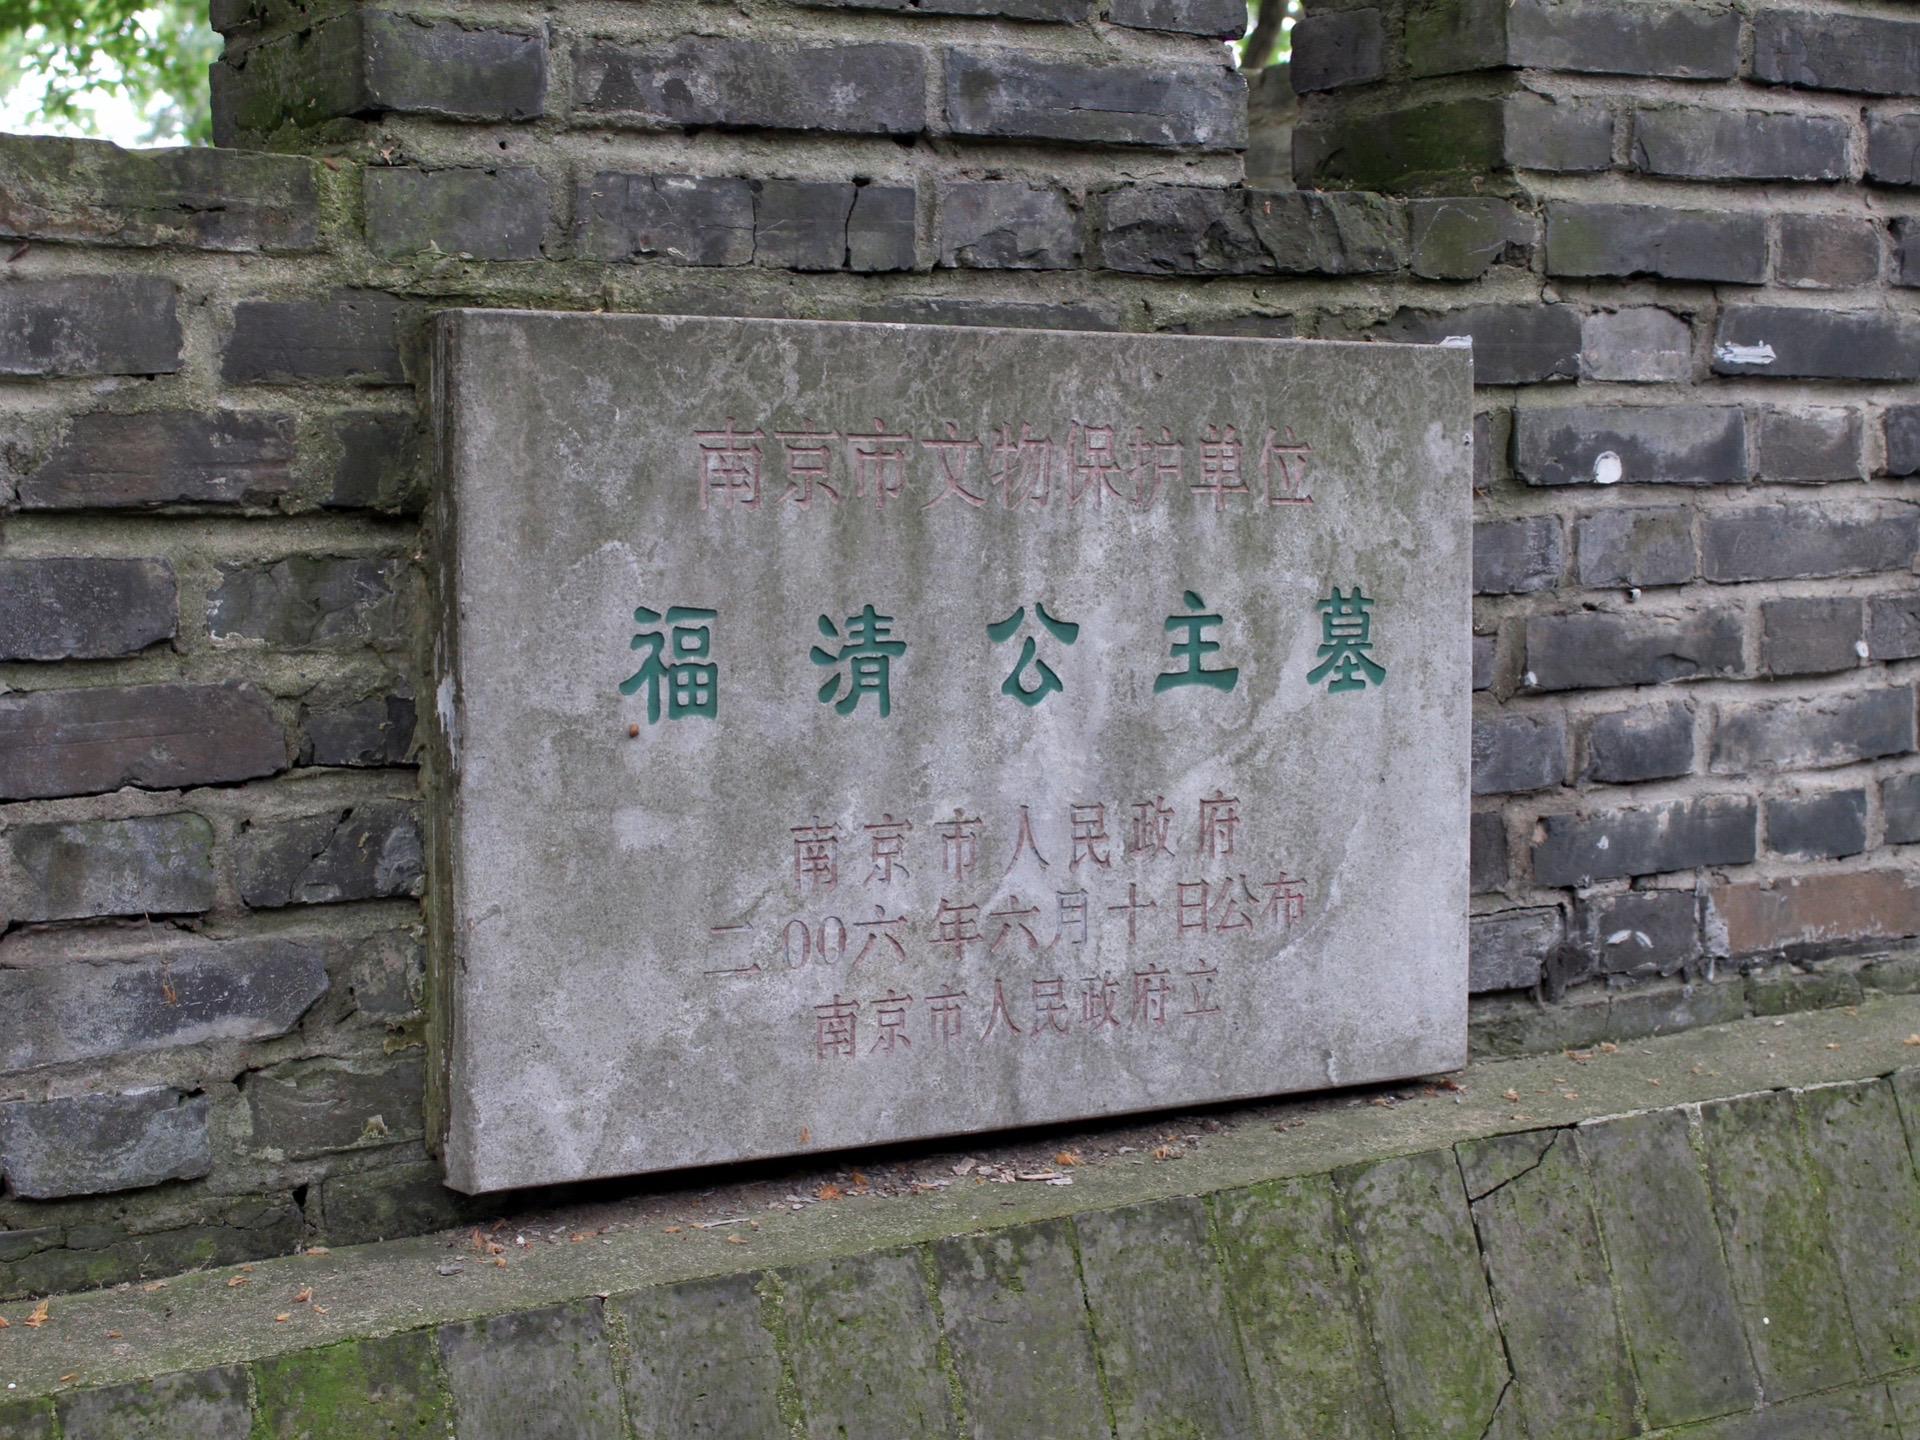 南京市文物保护单位
福清公主墓
南京市人民政府
二00六年六月十日公布
南京市人民政府立